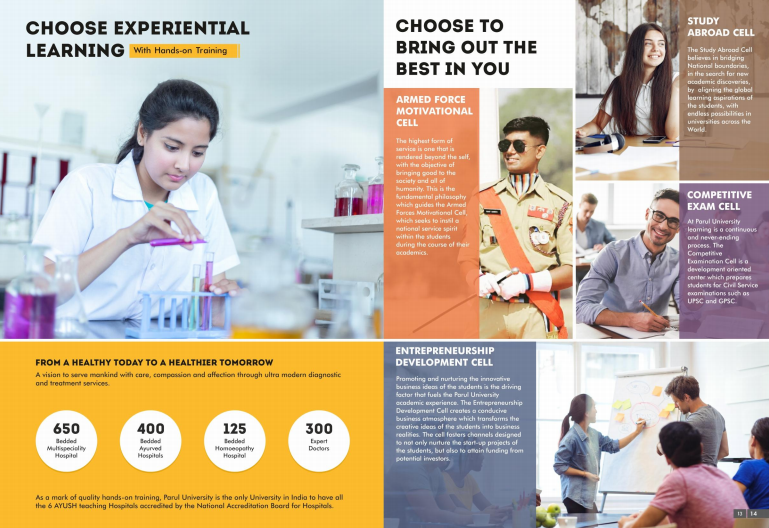 CHOOSE EXPERIENTIAL
LEARNING With Hands-on Training
CHOOSE TO
BRING OUT THE
BEST IN YOU
ARMED FORCE
MOTIVATIONAL
CELL
The highest form of
service is one that is
rendered beyond the self,
with the objective of
bringing good to the
society and all of
humanity. This is the
fundamental philosophy
which guides the Armed
Forces Motivational Cell,
which seeks to instil a
national service spirit
within the students
during the course of their
academics.
STUDY
ABROAD CELL
The Study Abroad Cell
believes in bridging
National boundaries,
in the search for new
academic discoveries,
by aligning the global
learning aspirations of
the students, with
endless possibilities in
universities across the
World.
COMPETITIVE
EXAM CELL
At Parul University
learning is a continuous
and never-ending
process. The
Competitive
Examination Cell is a
development oriented
center which prepares
students for Civil Service
examinations such as
UPSC and GPSC.
FROM A HEALTHY TODAY TO A HEALTHIER TOMORROW
A vision to serve mankind with care, compassion and affection through ultra modern diagnostic
and treatment services.
650
Bedded
Multispeciality
Hospital
400
Bedded
Ayurved
Hospitals
125
Bedded
Homoeopathy
Hospital
300
Expert
Doctors
As a mark of quality hands-on training, Parul University is the only University in India to have all
the 6 AYUSH teaching Hospitals accredited by the National Accreditation Board for Hospitals.
ENTREPRENEURSHIP
DEVELOPMENT CELL
Promoting and nurturing the innovative
business ideas of the students is the driving
factor that fuels the Parul University
academic experience. The Entrepreneurship
Development Cell creates a conducive
business atmosphere which transforms the
creative ideas of the students into business
realities. The cell fosters channels designed
to not only nurture the start-up projects of
the students, but also to attain funding from
potential investors.
13 14